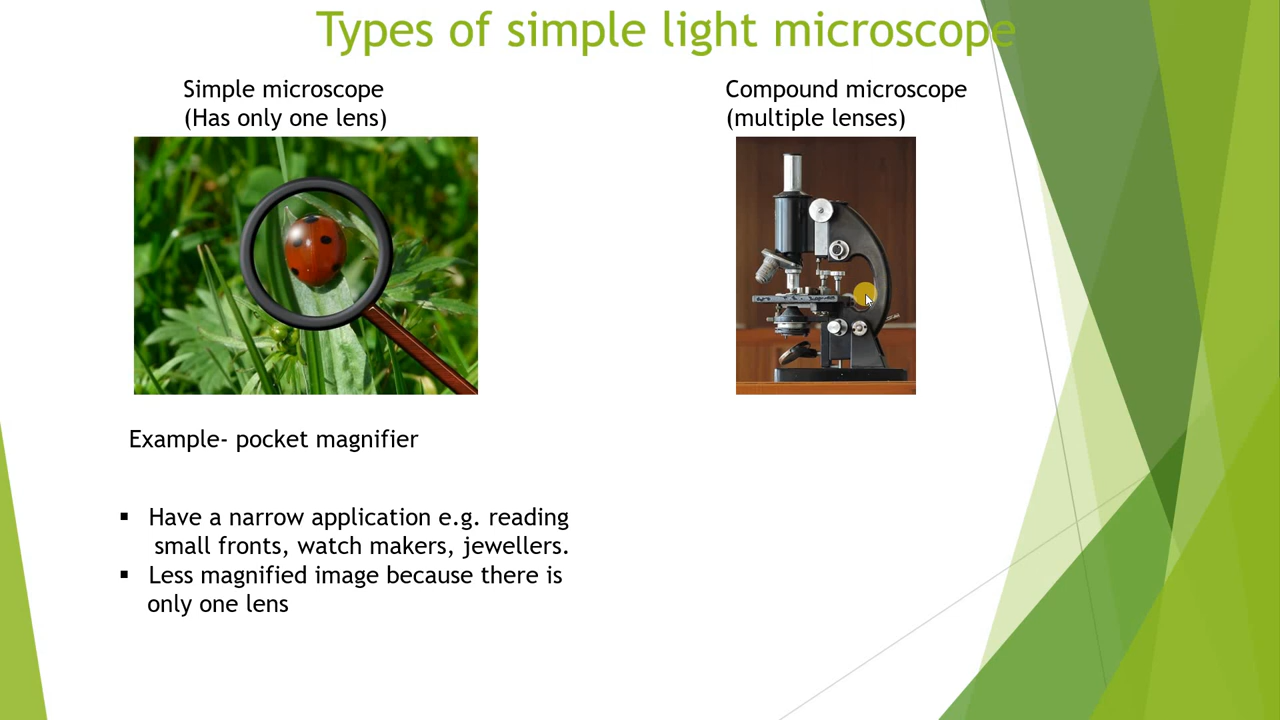 Types of simple light microscope
Simple microscope
(Has only one lens)
Compound microscope
(multiple lenses)
Example- pocket magnifier
▪ Have a narrow application e.g. reading
small fronts, watch makers, jewellers.
▪ Less magnified image because there is
only one lens